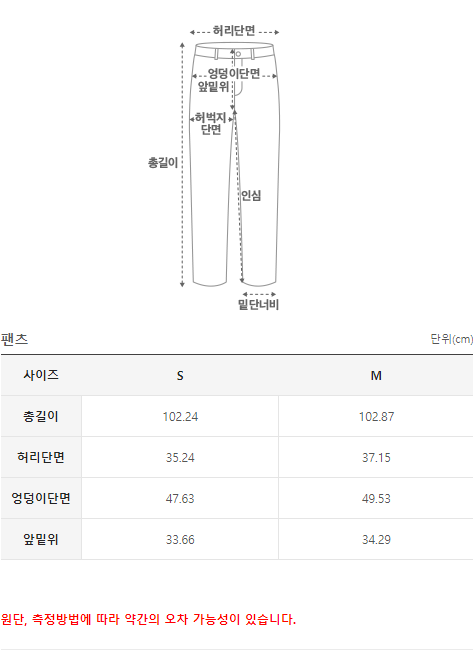 허리단면
엉덩이단면
앞밑위
허벅지
단면
총길이
인심
밑단너비
팬츠 단위(cm)
사이즈 S M
총길이 102.24 102.87
허리단면 35.24 37.15
엉덩이단면 47.63 49.53
앞밑위 33.66 34.29
원단, 측정방법에 따라 약간의 오차 가능성이 있습니다.